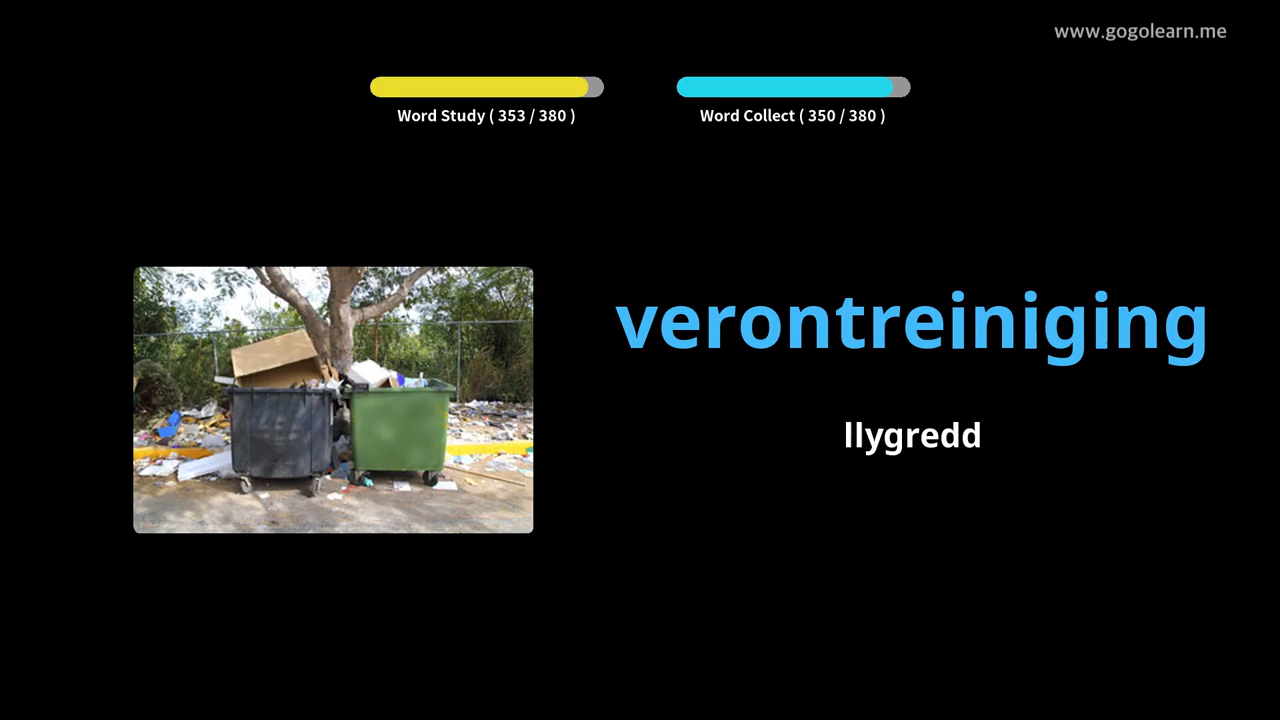 www.gogolearn.me
Word Study ( 353 / 380 )
Word Collect ( 350 / 380 )
verontreiniging
llygredd